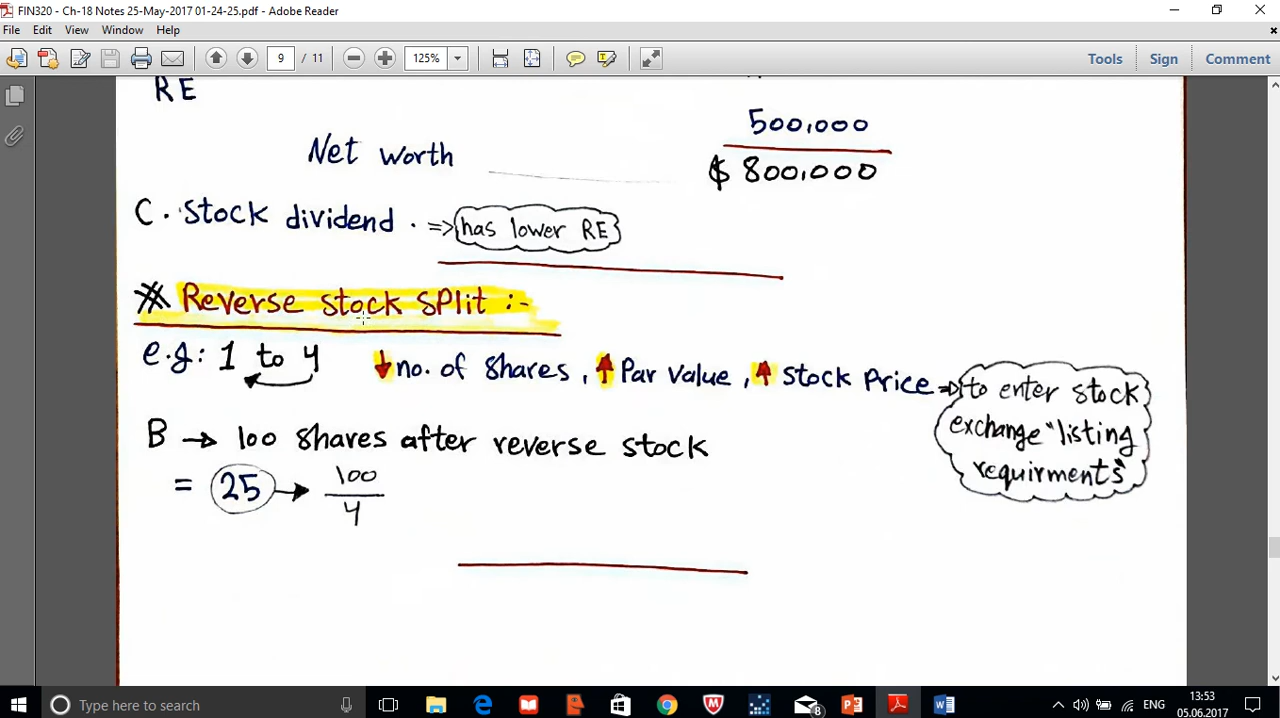 FIN320 - Ch-18 Notes 25-May-2017 01-24-25.pdf - Adobe Reader
File Edit View Window Help
9 / 11 125% Tools Sign Comment
RE
500,000
Net worth $ 800,000
C. Stock dividend. ⇒ has lower RE
* Reverse stock split :-
e.g: 1 to 4 ↓ no. of shares, ↑ Par value, ↑ Stock Price ⇒ to enter stock
exchange "listing
requirments"
B → 100 shares after reverse stock
= 25 → 100
4
Type here to search
8
ENG
13:53
05.06.2017